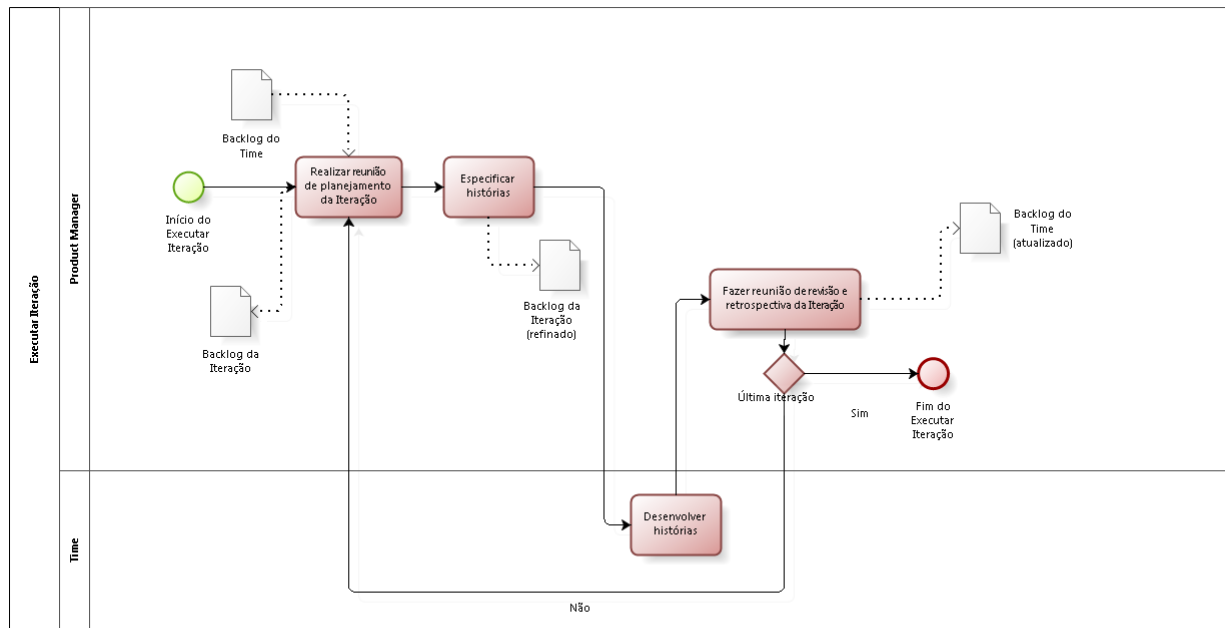 Executar Iteração
Product Manager
Time
Backlog do
Time
Início do
Executar
Iteração
Realizar reunião
de planejamento
da Iteração
Backlog da
Iteração
Especificar
histórias
Backlog da
Iteração
(refinado)
Fazer reunião de revisão e
retrospectiva da Iteração
Backlog do
Time
(atualizado)
Última iteração
Sim
Fim do
Executar
Iteração
Desenvolver
histórias
Não